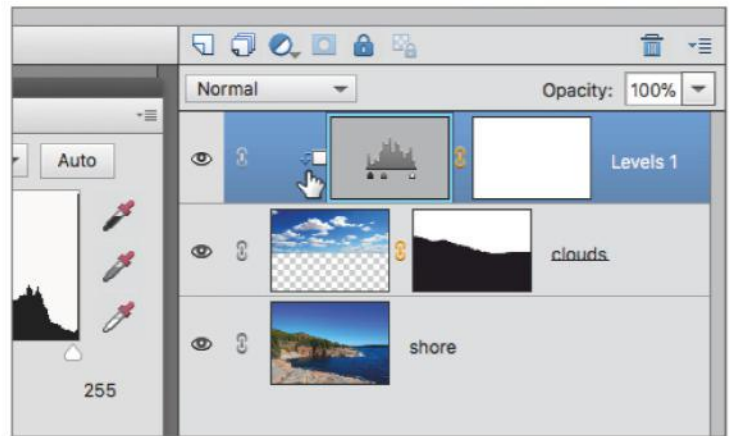 Normal
Opacity: 100%
Auto
Levels 1
clouds
shore
255